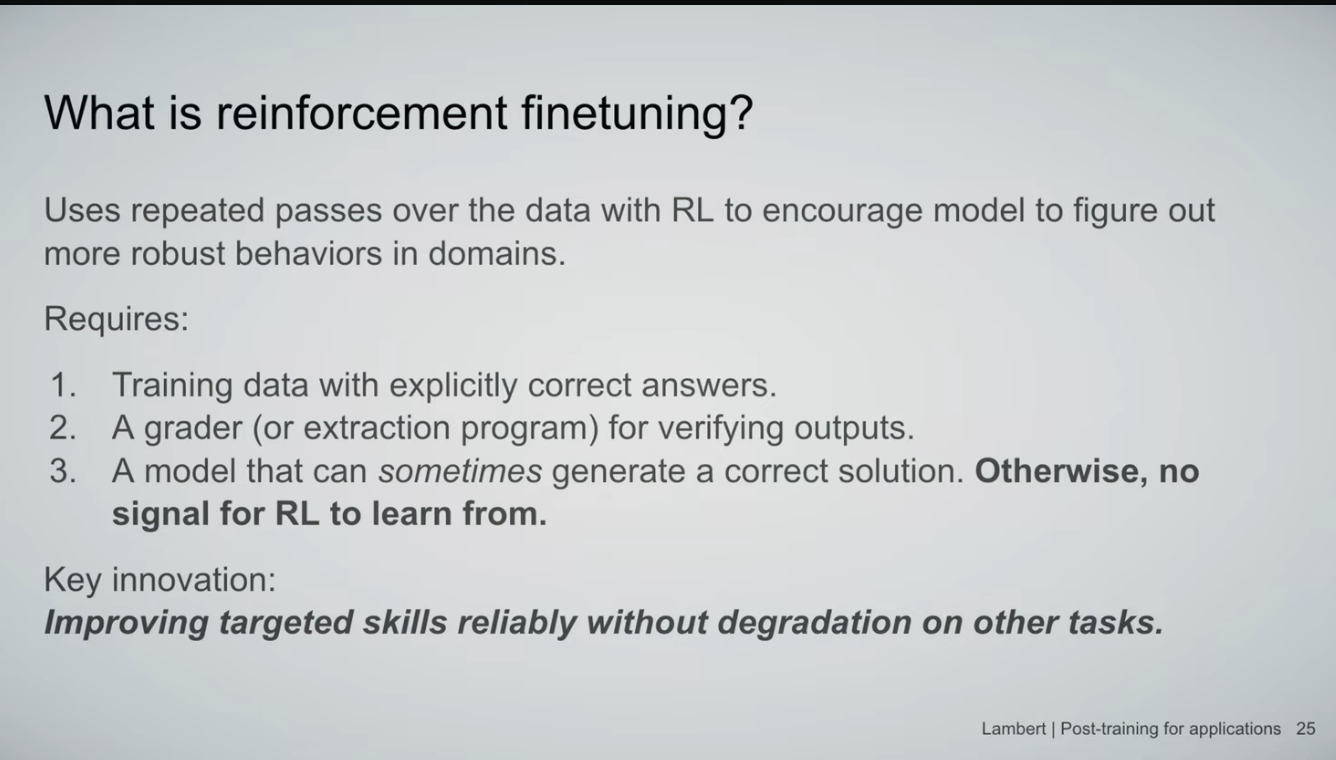 What is reinforcement finetuning?
Uses repeated passes over the data with RL to encourage model to figure out
more robust behaviors in domains.
Requires:
1. Training data with explicitly correct answers.
2. A grader (or extraction program) for verifying outputs.
3. A model that can sometimes generate a correct solution. Otherwise, no
signal for RL to learn from.
Key innovation:
Improving targeted skills reliably without degradation on other tasks.
Lambert | Post-training for applications 25